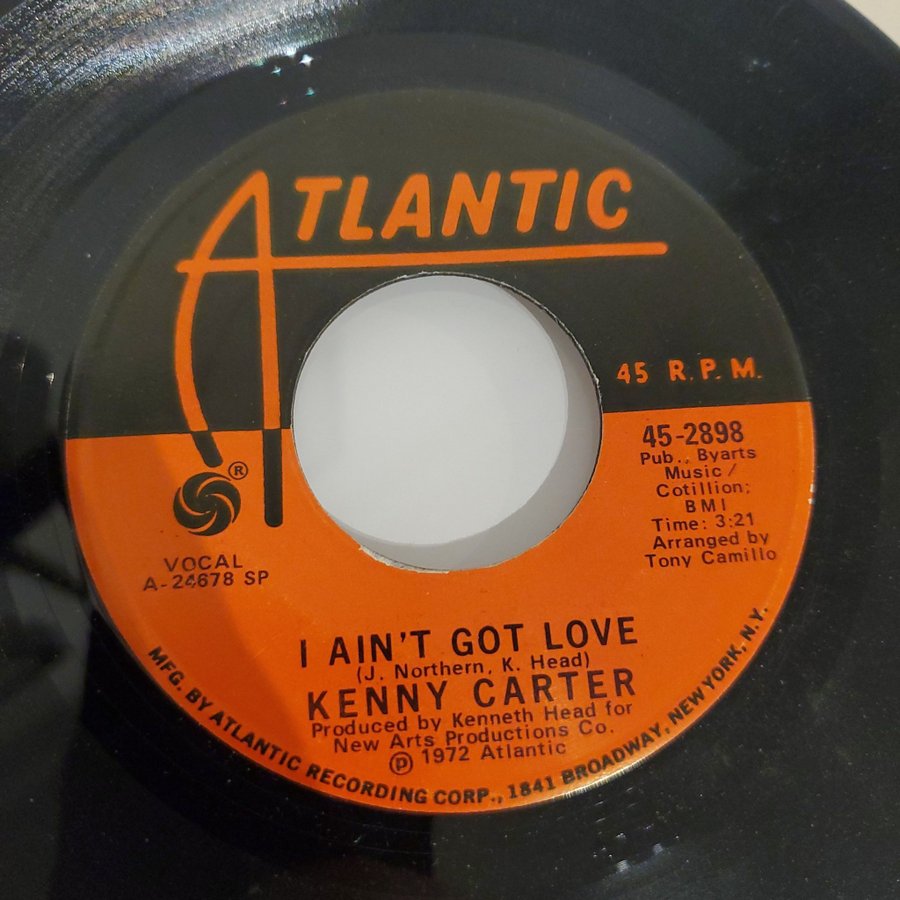 ATLANTIC
45 R.P.M.
45-2898
Pub., Byarts
Music/
Cotillion;
BMI
Time: 3:21
Arranged by
Tony Camillo
®
VOCAL
A-24678 SP
I AIN'T GOT LOVE
(J. Northern, K. Head)
KENNY CARTER
Produced by Kenneth Head for
New Arts Productions Co.
℗ 1972 Atlantic
MFG. BY ATLANTIC RECORDING CORP., 1841 BROADWAY, NEW YORK, N.Y.